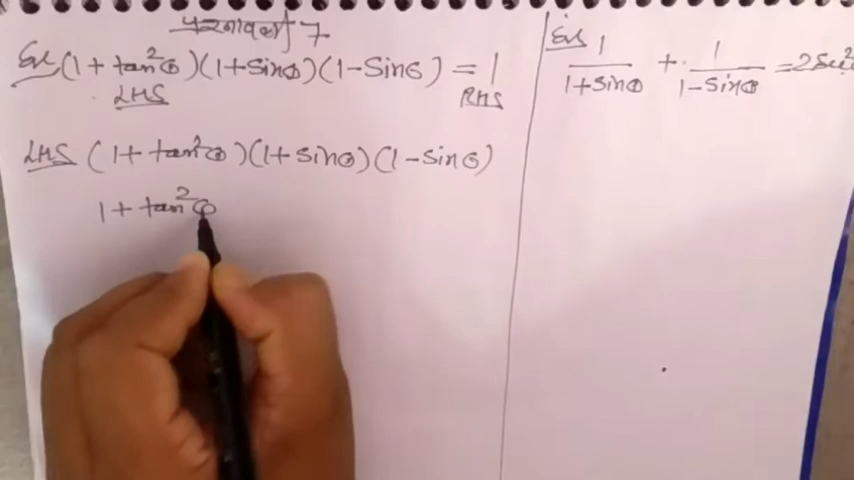 प्रश्नावली 7
Ex (1 + tan²θ)(1+sinθ)(1-sinθ) = 1
LHS RHS
LHS (1 + tan²θ)(1+sinθ)(1-sinθ)
1 + tan²θ
Ex 1/(1+sinθ) + 1/(1-sinθ) = 2Sec²